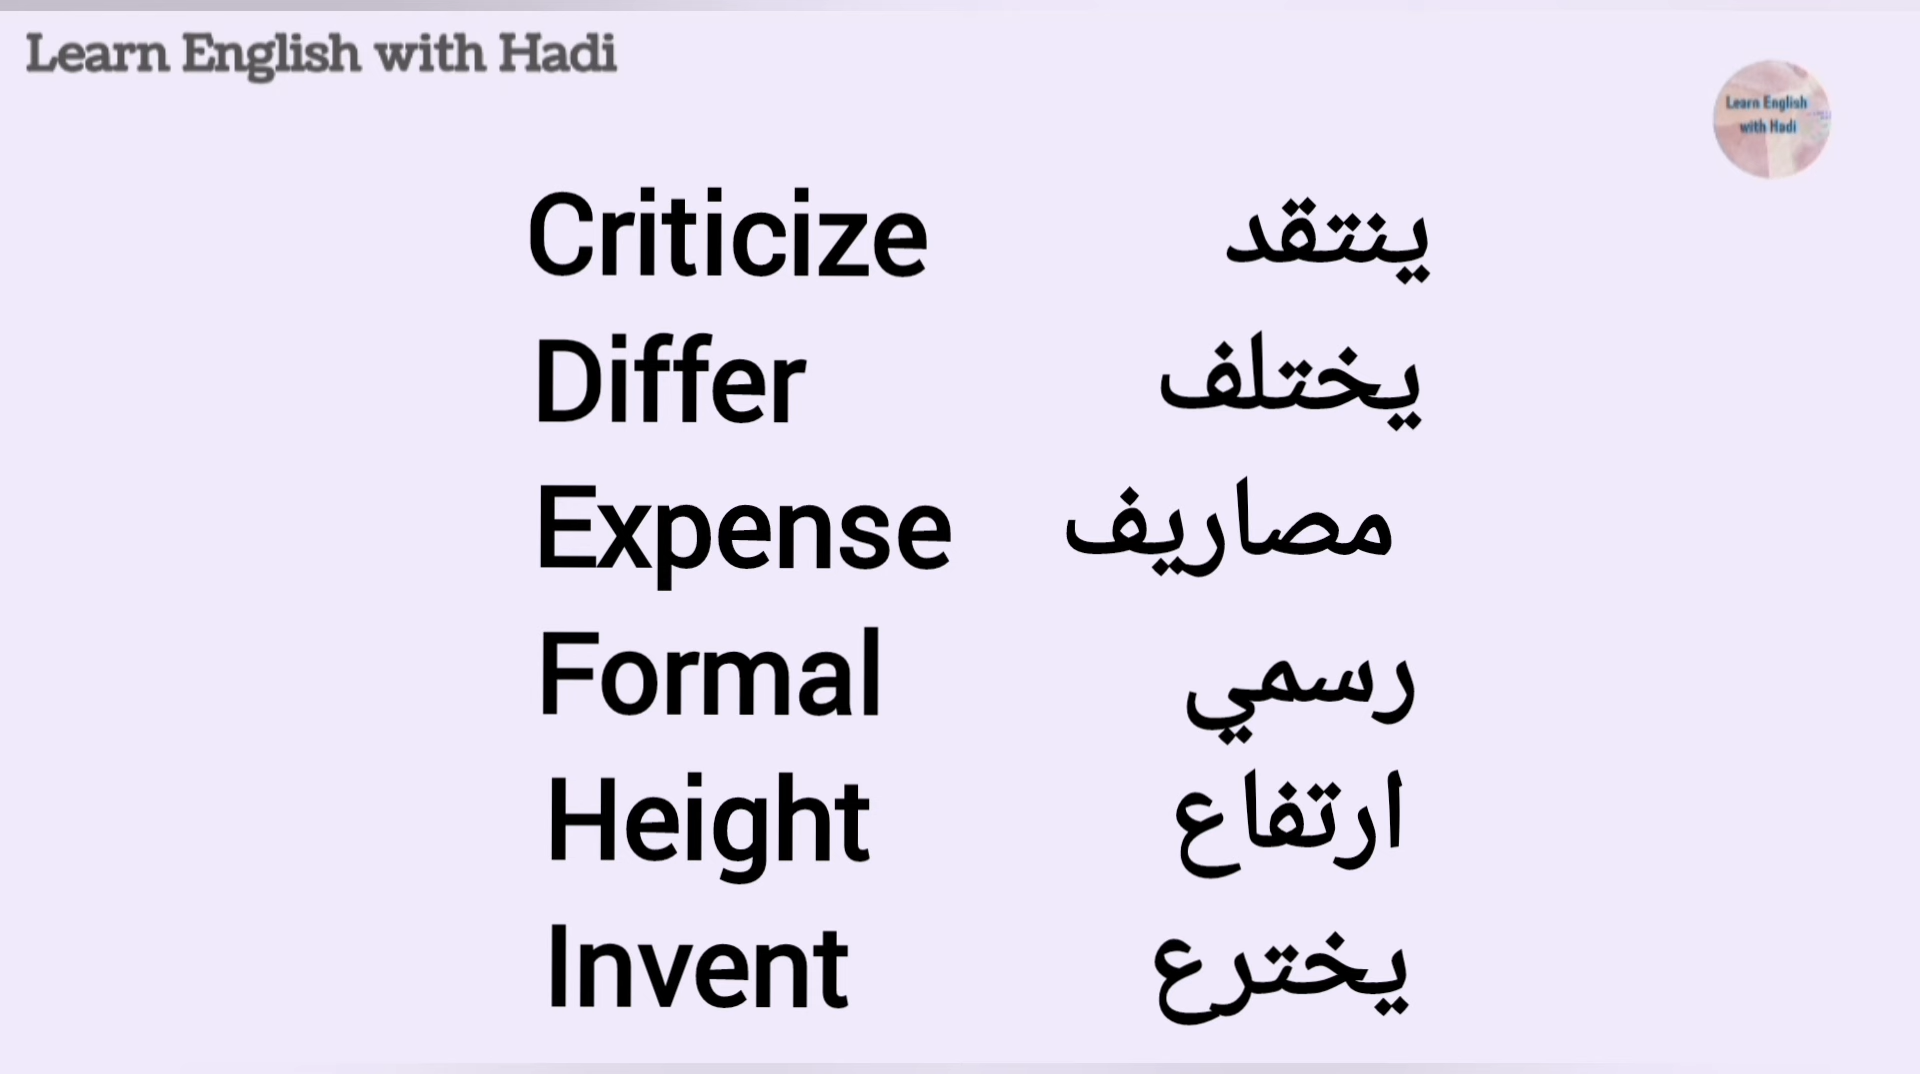 Learn English with Hadi
Learn English
with Hadi
Criticize ينتقد
Differ يختلف
Expense مصاريف
Formal رسمي
Height ارتفاع
Invent يخترع